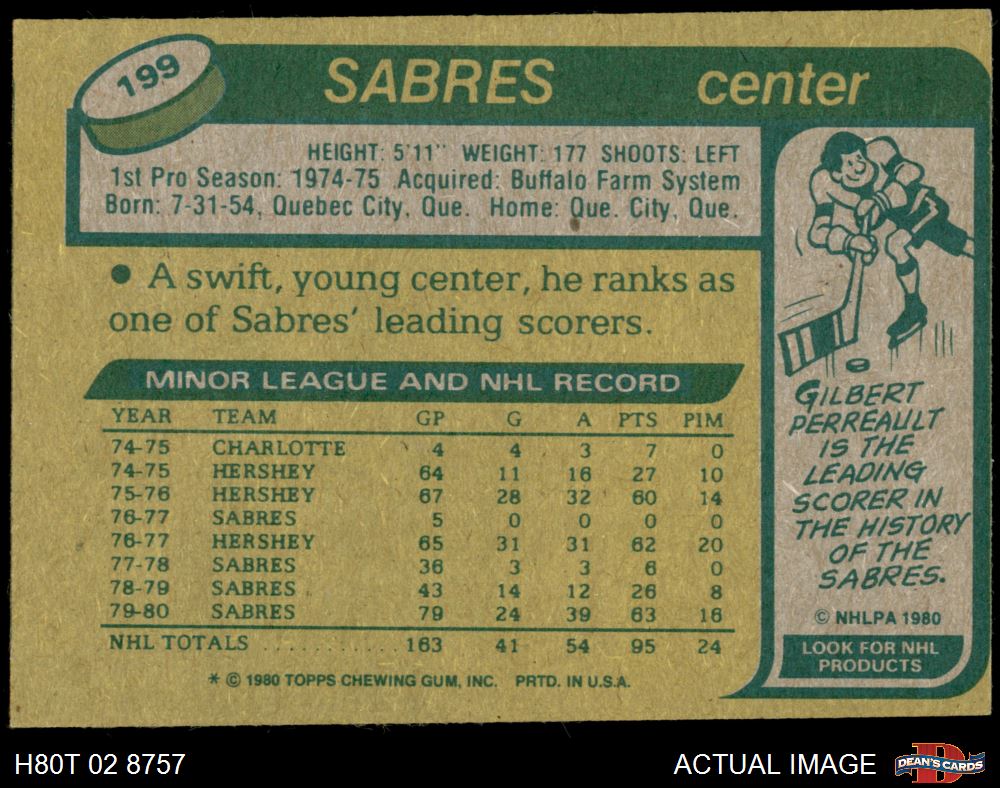 199
SABRES center
HEIGHT: 5'11" WEIGHT: 177 SHOOTS: LEFT
1st Pro Season: 1974-75 Acquired: Buffalo Farm System
Born: 7-31-54, Quebec City, Que. Home: Que. City, Que.
• A swift, young center, he ranks as
one of Sabres' leading scorers.
MINOR LEAGUE AND NHL RECORD
YEAR TEAM GP G A PTS PIM
74-75 CHARLOTTE 4 4 3 7 0
74-75 HERSHEY 64 11 16 27 10
75-76 HERSHEY 67 28 32 60 14
76-77 SABRES 5 0 0 0 0
76-77 HERSHEY 65 31 31 62 20
77-78 SABRES 36 3 3 6 0
78-79 SABRES 43 14 12 26 8
79-80 SABRES 79 24 39 63 16
NHL TOTALS .......... 163 41 54 95 24
* © 1980 TOPPS CHEWING GUM, INC. PRTD. IN U.S.A.
GILBERT
PERREAULT
IS THE
LEADING
SCORER IN
THE HISTORY
OF THE
SABRES.
© NHLPA 1980
LOOK FOR NHL
PRODUCTS
H80T 02 8757
ACTUAL IMAGE
D
DEAN'S CARDS